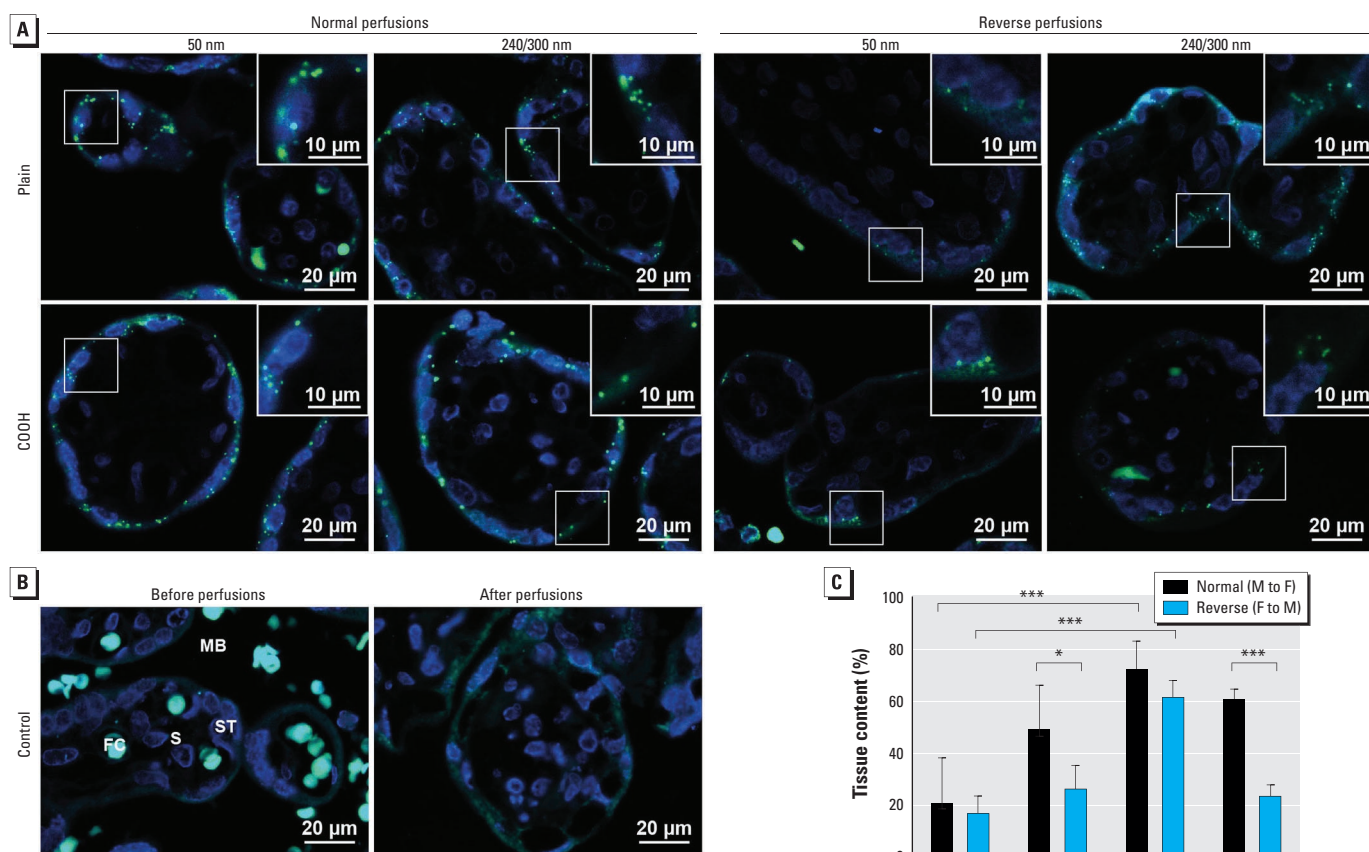 A
Normal perfusions
Reverse perfusions
50 nm
240/300 nm
50 nm
240/300 nm
Plain
10 µm
20 µm
10 µm
20 µm
10 µm
20 µm
10 µm
20 µm
COOH
10 µm
20 µm
10 µm
20 µm
10 µm
20 µm
10 µm
20 µm
B
Before perfusions
After perfusions
Control
MB
ST
S
FC
20 µm
20 µm
C
Normal (M to F)
Reverse (F to M)
Tissue content (%)
100
80
60
40
20
***
***
*
***